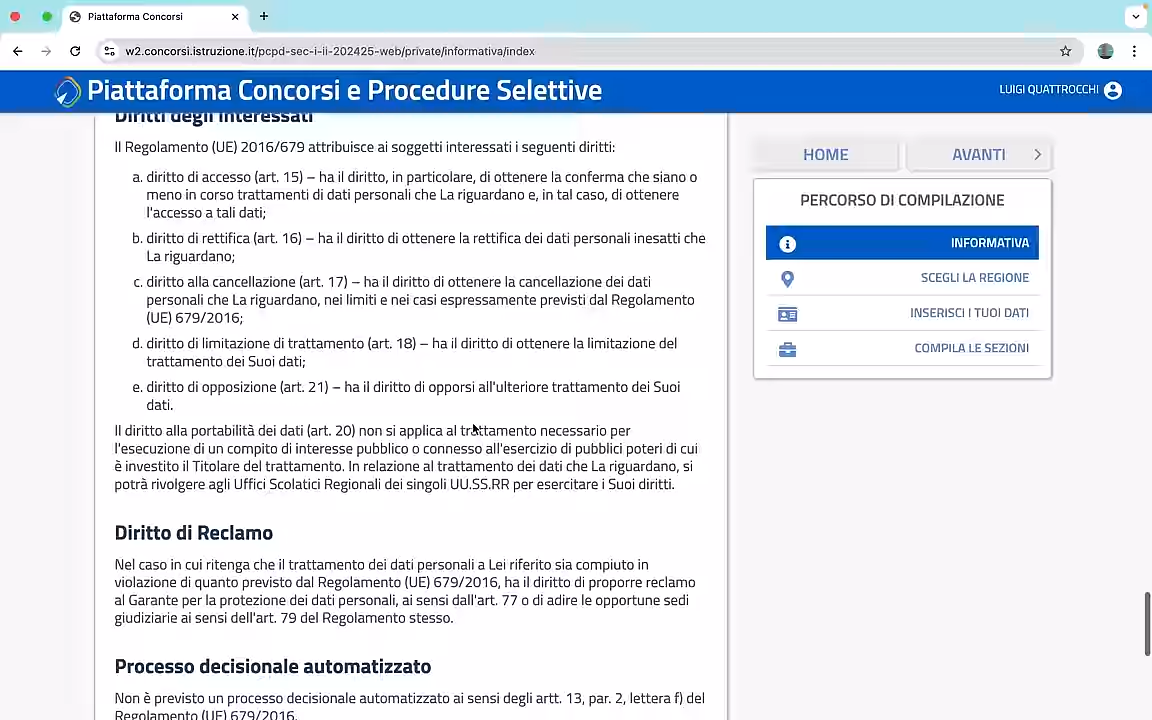 Piattaforma Concorsi
w2.concorsi.istruzione.it/pcpd-sec-i-ii-202425-web/private/informativa/index
Piattaforma Concorsi e Procedure Selettive
LUIGI QUATTROCCHI
Diritti degli interessati
Il Regolamento (UE) 2016/679 attribuisce ai soggetti interessati i seguenti diritti:
a. diritto di accesso (art. 15) – ha il diritto, in particolare, di ottenere la conferma che siano o
meno in corso trattamenti di dati personali che La riguardano e, in tal caso, di ottenere
l'accesso a tali dati;
b. diritto di rettifica (art. 16) – ha il diritto di ottenere la rettifica dei dati personali inesatti che
La riguardano;
c. diritto alla cancellazione (art. 17) – ha il diritto di ottenere la cancellazione dei dati
personali che La riguardano, nei limiti e nei casi espressamente previsti dal Regolamento
(UE) 679/2016;
d. diritto di limitazione di trattamento (art. 18) – ha il diritto di ottenere la limitazione del
trattamento dei Suoi dati;
e. diritto di opposizione (art. 21) – ha il diritto di opporsi all'ulteriore trattamento dei Suoi
dati.
Il diritto alla portabilità dei dati (art. 20) non si applica al trattamento necessario per
l'esecuzione di un compito di interesse pubblico o connesso all'esercizio di pubblici poteri di cui
è investito il Titolare del trattamento. In relazione al trattamento dei dati che La riguardano, si
potrà rivolgere agli Uffici Scolatici Regionali dei singoli UU.SS.RR per esercitare i Suoi diritti.
Diritto di Reclamo
Nel caso in cui ritenga che il trattamento dei dati personali a Lei riferito sia compiuto in
violazione di quanto previsto dal Regolamento (UE) 679/2016, ha il diritto di proporre reclamo
al Garante per la protezione dei dati personali, ai sensi dall'art. 77 o di adire le opportune sedi
giudiziarie ai sensi dell'art. 79 del Regolamento stesso.
Processo decisionale automatizzato
Non è previsto un processo decisionale automatizzato ai sensi degli artt. 13, par. 2, lettera f) del
Regolamento (UE) 679/2016.
HOME
AVANTI
PERCORSO DI COMPILAZIONE
INFORMATIVA
SCEGLI LA REGIONE
INSERISCI I TUOI DATI
COMPILA LE SEZIONI